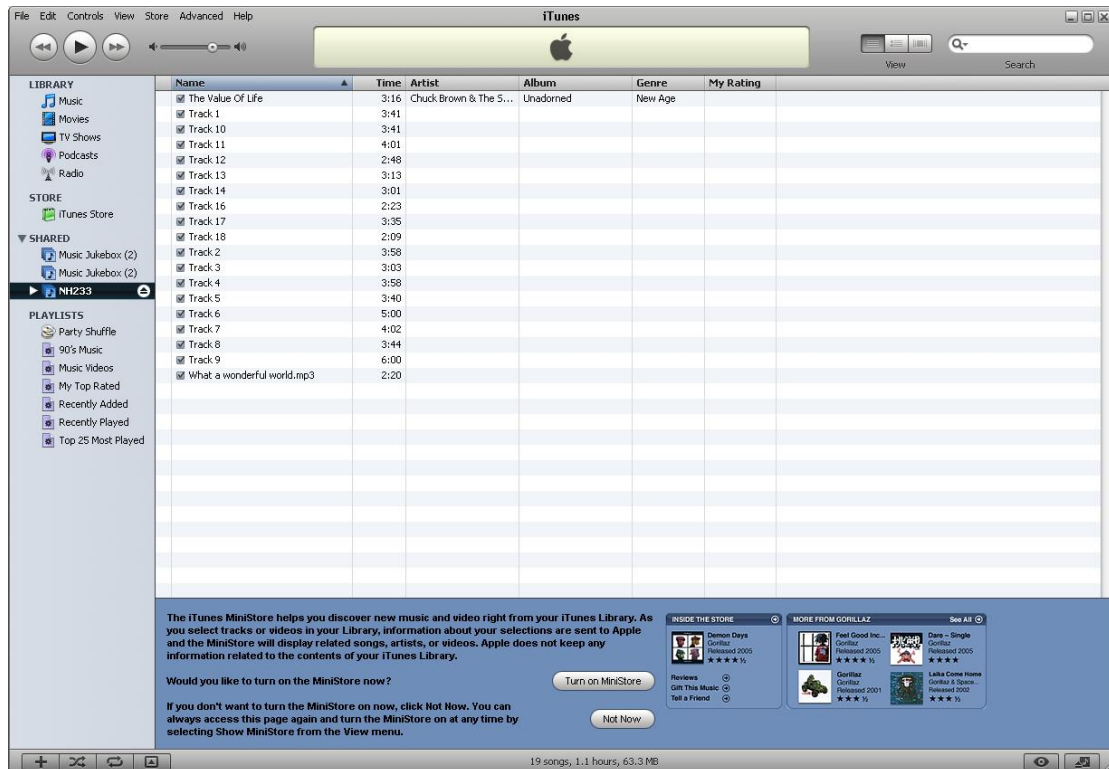 File Edit Controls View Store Advanced Help
iTunes
View
Search
LIBRARY
Music
Movies
TV Shows
Podcasts
Radio
STORE
iTunes Store
SHARED
Music Jukebox (2)
Music Jukebox (2)
NH233
PLAYLISTS
Party Shuffle
90's Music
Music Videos
My Top Rated
Recently Added
Recently Played
Top 25 Most Played
Name Time Artist Album Genre My Rating
The Value Of Life 3:16 Chuck Brown & The S... Unadorned New Age
Track 1 3:41
Track 10 3:41
Track 11 4:01
Track 12 2:48
Track 13 3:13
Track 14 3:01
Track 16 2:23
Track 17 3:35
Track 18 2:09
Track 2 3:58
Track 3 3:03
Track 4 3:58
Track 5 3:40
Track 6 5:00
Track 7 4:02
Track 8 3:44
Track 9 6:00
What a wonderful world.mp3 2:20
The iTunes MiniStore helps you discover new music and video right from your iTunes Library. As
you select tracks or videos in your Library, information about your selections are sent to Apple
and the MiniStore will display related songs, artists, or videos. Apple does not keep any
information related to the contents of your iTunes Library.
Would you like to turn on the MiniStore now?
Turn on MiniStore
If you don't want to turn the MiniStore on now, click Not Now. You can
always access this page again and turn the MiniStore on at any time by
selecting Show MiniStore from the View menu.
Not Now
INSIDE THE STORE
Demon Days
Gorillaz
Released 2005
Reviews
Gift This Music
Tell a Friend
MORE FROM GORILLAZ See All
Feel Good Inc...
Gorillaz
Released 2005
Dare - Single
Gorillaz
Released 2005
Gorillaz
Gorillaz
Released 2001
Laika Come Home
Gorillaz & Space...
Released 2002
19 songs, 1.1 hours, 63.3 MB